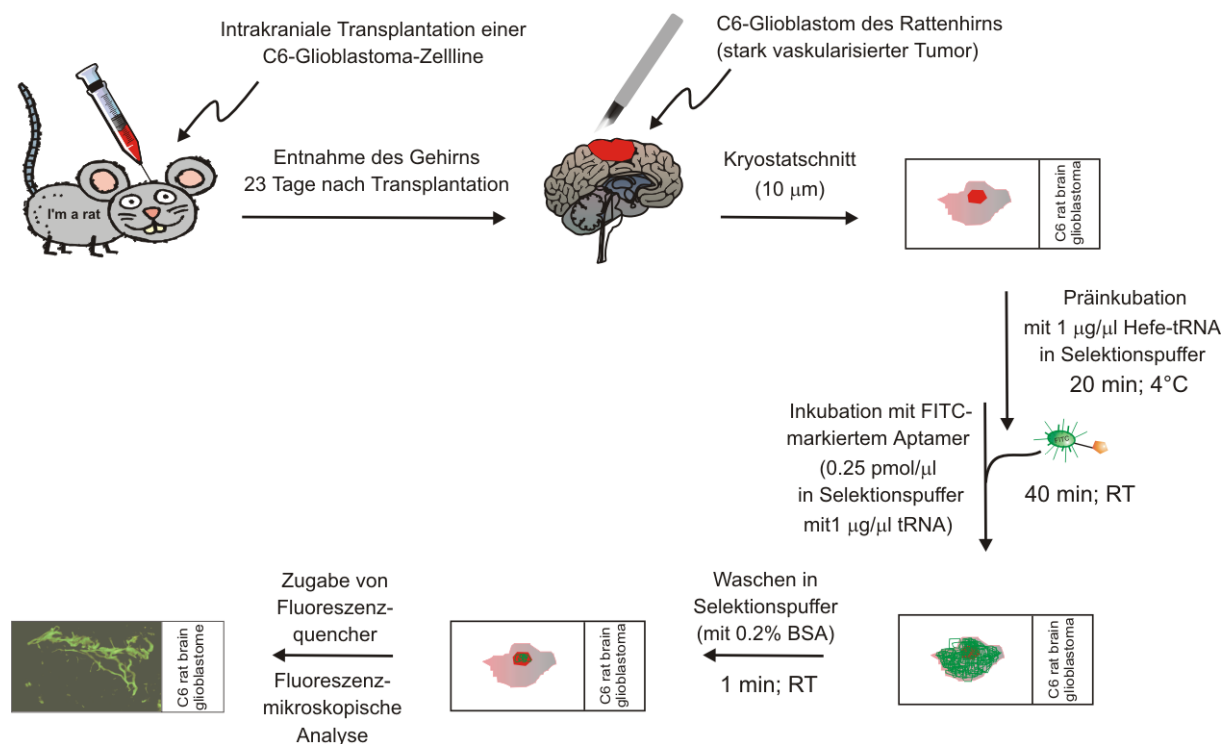 Intrakraniale Transplantation einer
C6-Glioblastoma-Zellline
C6-Glioblastom des Rattenhirns
(stark vaskularisierter Tumor)
I'm a rat
Entnahme des Gehirns
23 Tage nach Transplantation
Kryostatschnitt
(10 µm)
C6 rat brain
glioblastoma
Präinkubation
mit 1 µg/µl Hefe-tRNA
in Selektionspuffer
20 min; 4°C
Inkubation mit FITC-
markiertem Aptamer
(0.25 pmol/µl
in Selektionspuffer
mit1 µg/µl tRNA)
FITC
40 min; RT
C6 rat brain
glioblastoma
Waschen in
Selektionspuffer
(mit 0.2% BSA)
1 min; RT
C6 rat brain
glioblastoma
Zugabe von
Fluoreszenz-
quencher
Fluoreszenz-
mikroskopische
Analyse
C6 rat brain
glioblastome